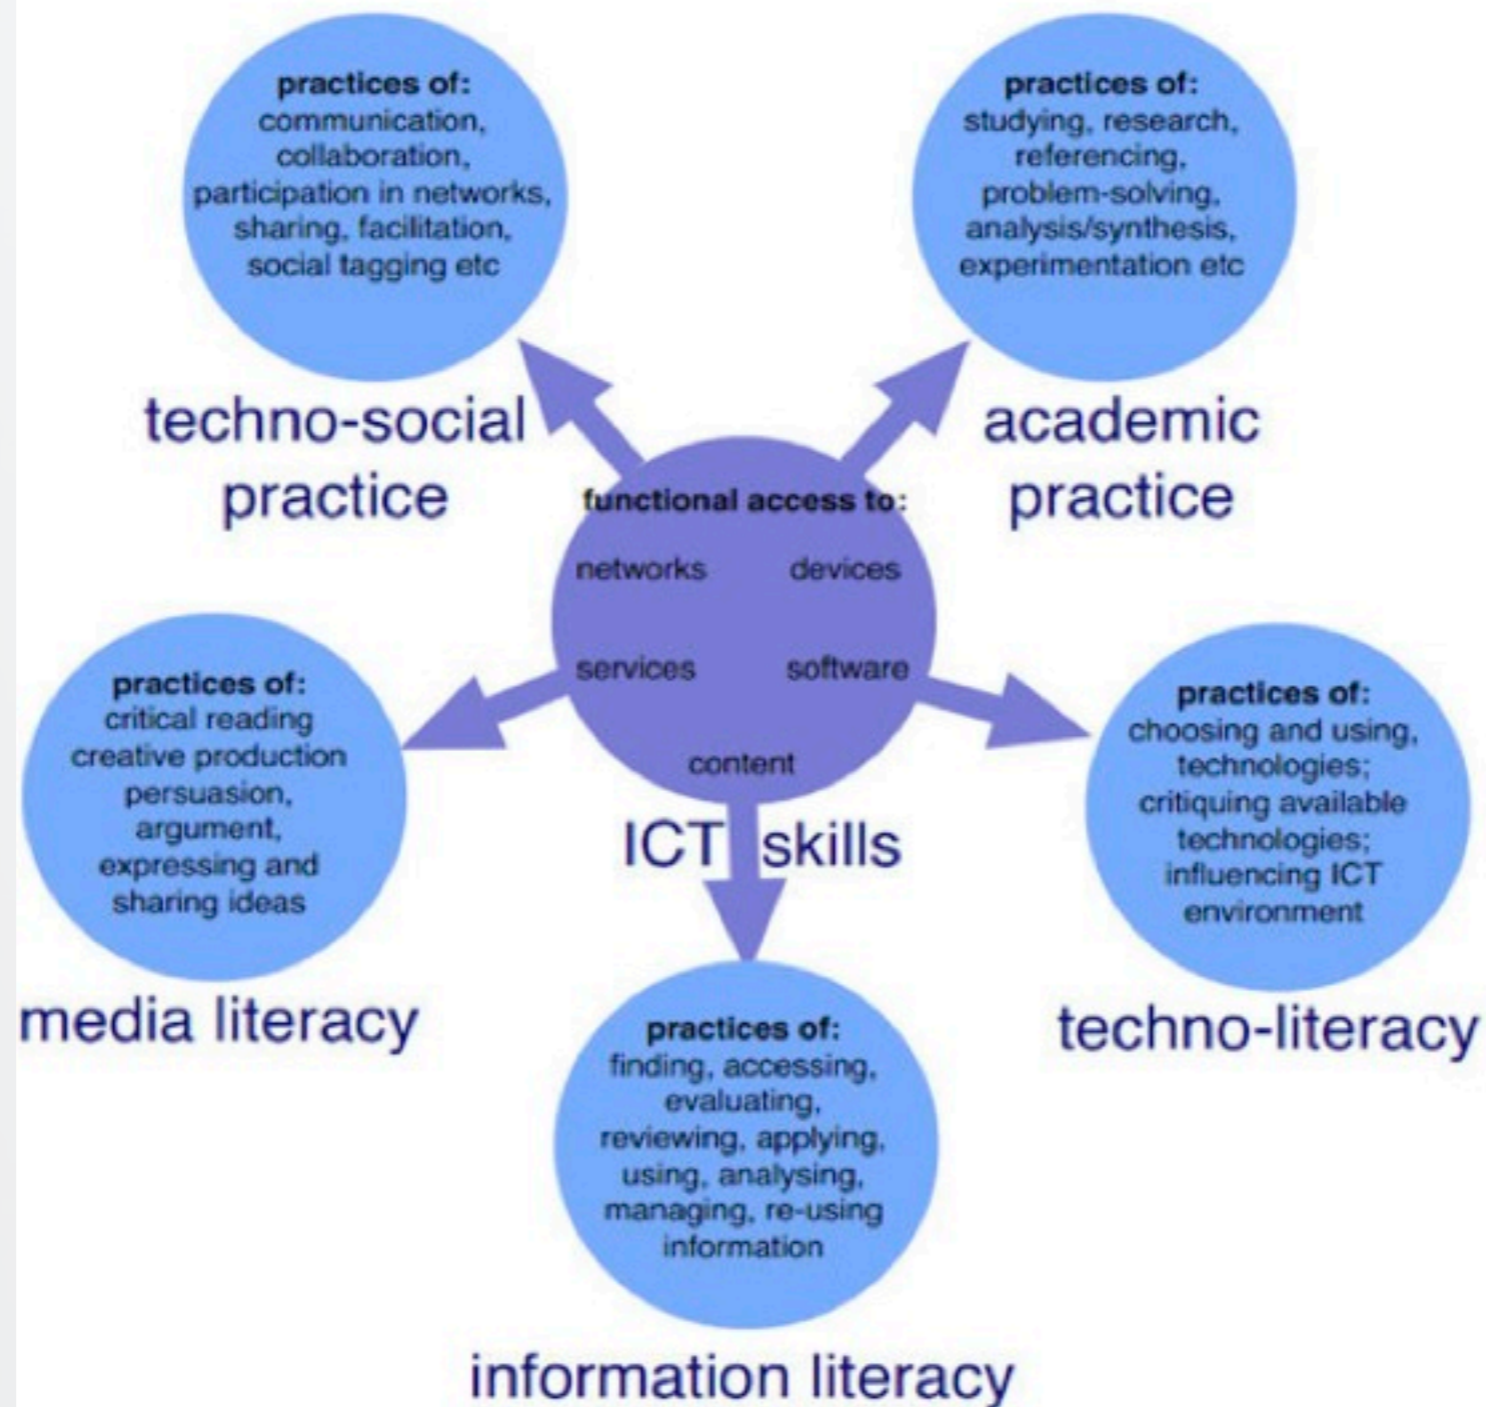 practices of:
communication,
collaboration,
participation in networks,
sharing, facilitation,
social tagging etc
techno-social
practice
practices of:
studying, research,
referencing,
problem-solving,
analysis/synthesis,
experimentation etc
academic
practice
functional access to:
networks devices
services software
content
ICT skills
practices of:
critical reading
creative production
persuasion,
argument,
expressing and
sharing ideas
media literacy
practices of:
choosing and using,
technologies;
critiquing available
technologies;
influencing ICT
environment
techno-literacy
practices of:
finding, accessing,
evaluating,
reviewing, applying,
using, analysing,
managing, re-using
information
information literacy